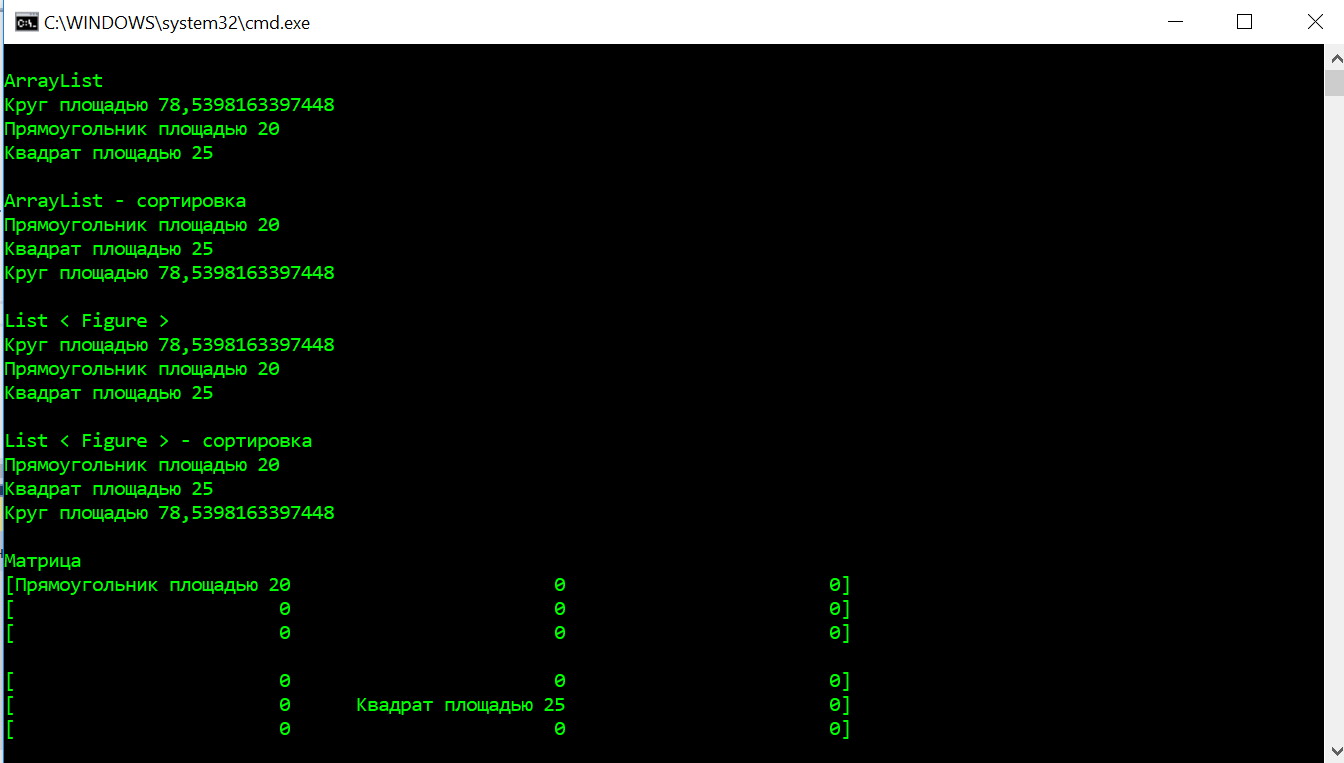 C:\WINDOWS\system32\cmd.exe
ArrayList
Круг площадью 78,5398163397448
Прямоугольник площадью 20
Квадрат площадью 25
ArrayList - сортировка
Прямоугольник площадью 20
Квадрат площадью 25
Круг площадью 78,5398163397448
List < Figure >
Круг площадью 78,5398163397448
Прямоугольник площадью 20
Квадрат площадью 25
List < Figure > - сортировка
Прямоугольник площадью 20
Квадрат площадью 25
Круг площадью 78,5398163397448
Матрица
[Прямоугольник площадью 20 0 0]
[ 0 0 0]
[ 0 0 0]
[ 0 0 0]
[ 0 Квадрат площадью 25 0]
[ 0 0 0]